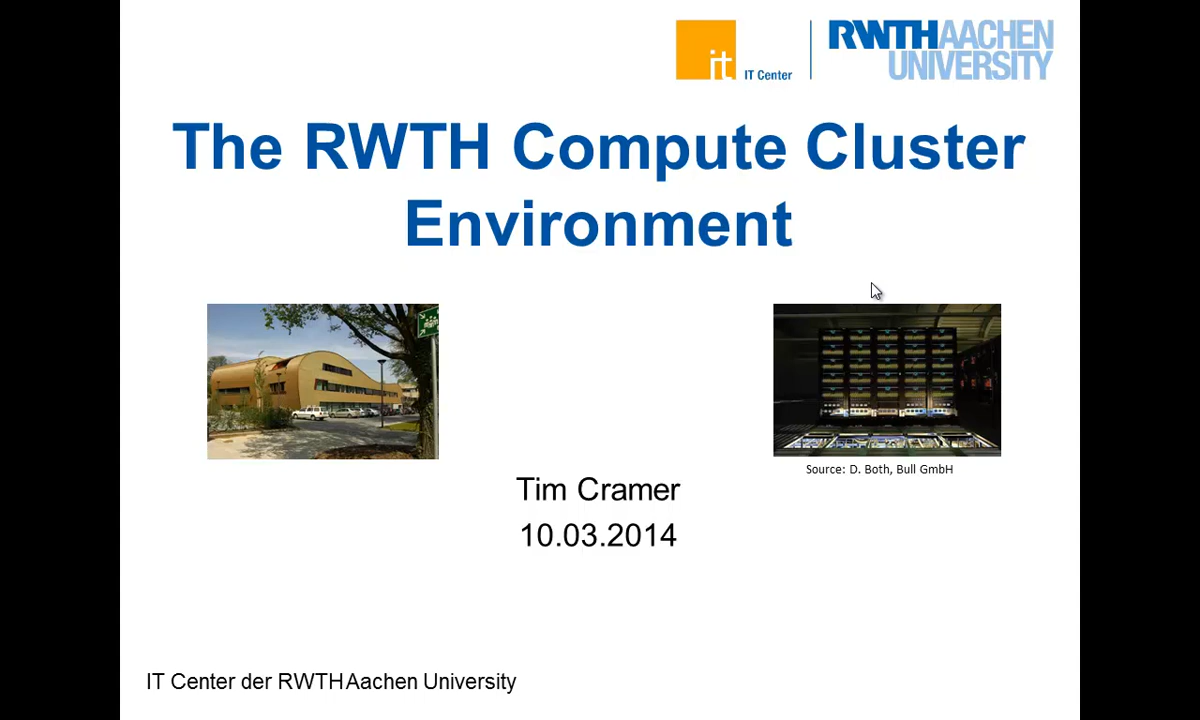 it IT Center
RWTHAACHEN
UNIVERSITY
The RWTH Compute Cluster
Environment
Source: D. Both, Bull GmbH
Tim Cramer
10.03.2014
IT Center der RWTH Aachen University